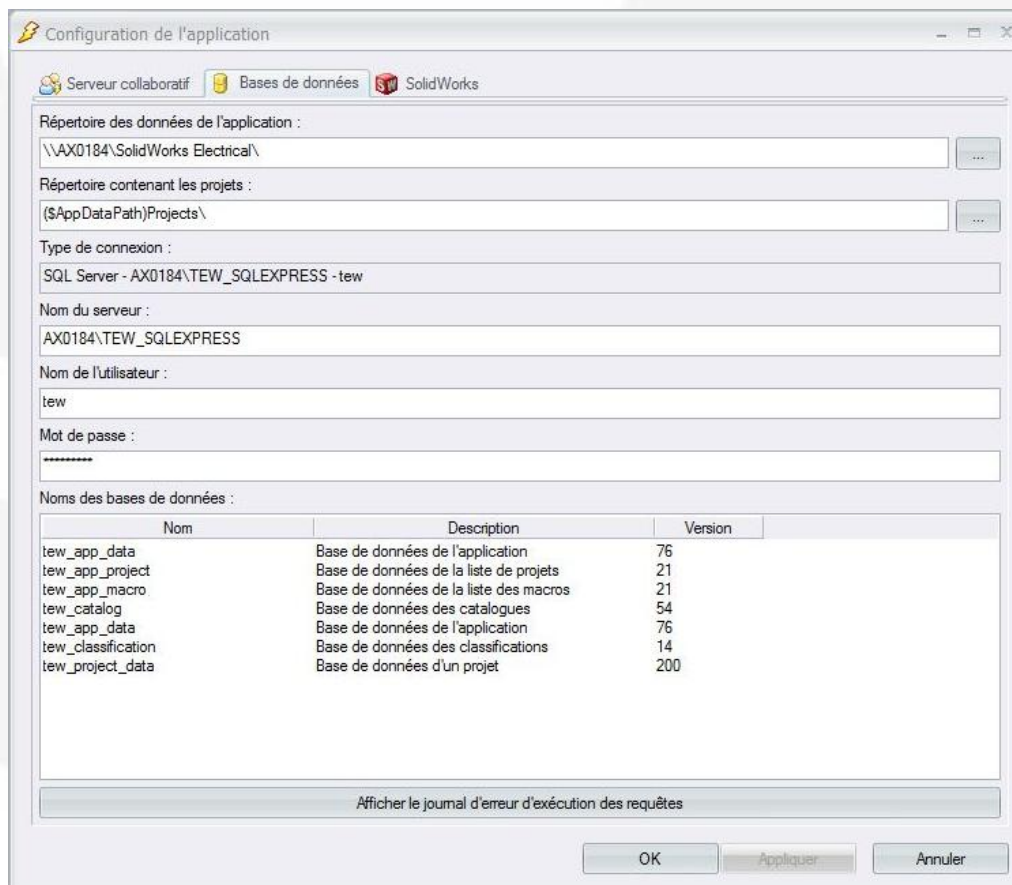 Configuration de l'application
Serveur collaboratif Bases de données SolidWorks
Répertoire des données de l'application :
\\AX0184\SolidWorks Electrical\
...
Répertoire contenant les projets :
($AppDataPath)Projects\
...
Type de connexion :
SQL Server - AX0184\TEW_SQLEXPRESS - tew
Nom du serveur :
AX0184\TEW_SQLEXPRESS
Nom de l'utilisateur :
tew
Mot de passe :
*********
Noms des bases de données :
Nom Description Version
tew_app_data Base de données de l'application 76
tew_app_project Base de données de la liste de projets 21
tew_app_macro Base de données de la liste des macros 21
tew_catalog Base de données des catalogues 54
tew_app_data Base de données de l'application 76
tew_classification Base de données des classifications 14
tew_project_data Base de données d'un projet 200
Afficher le journal d'erreur d'exécution des requêtes
OK Appliquer Annuler